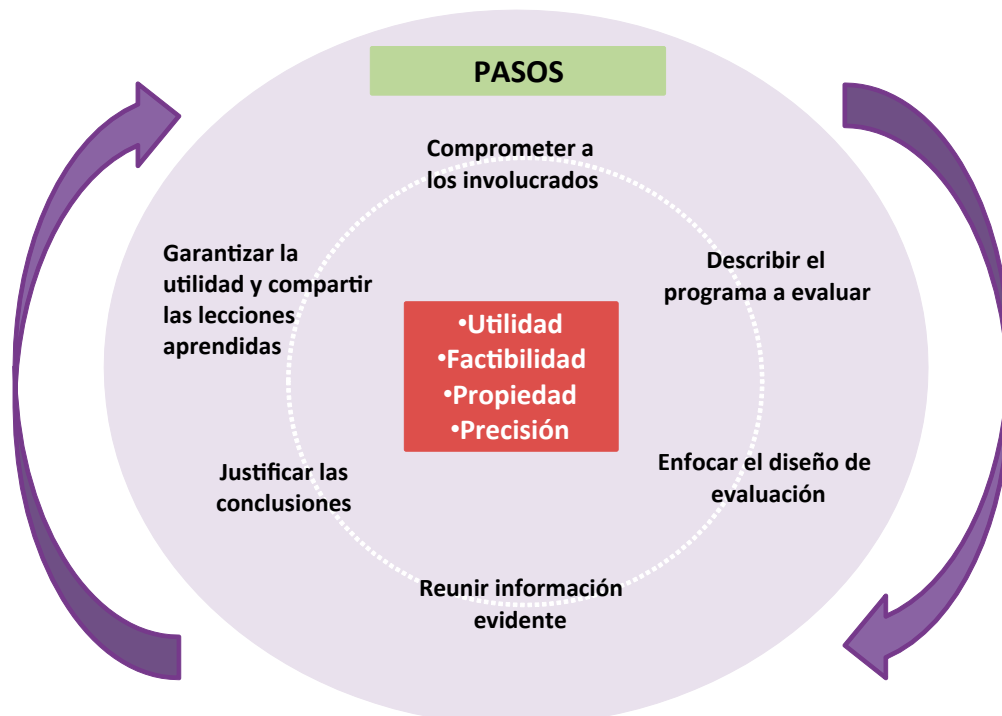 PASOS
Comprometer a
los involucrados
Describir el
programa a evaluar
Enfocar el diseño de
evaluación
Reunir información
evidente
Justificar las
conclusiones
Garantizar la
utilidad y compartir
las lecciones
aprendidas
•Utilidad
•Factibilidad
•Propiedad
•Precisión